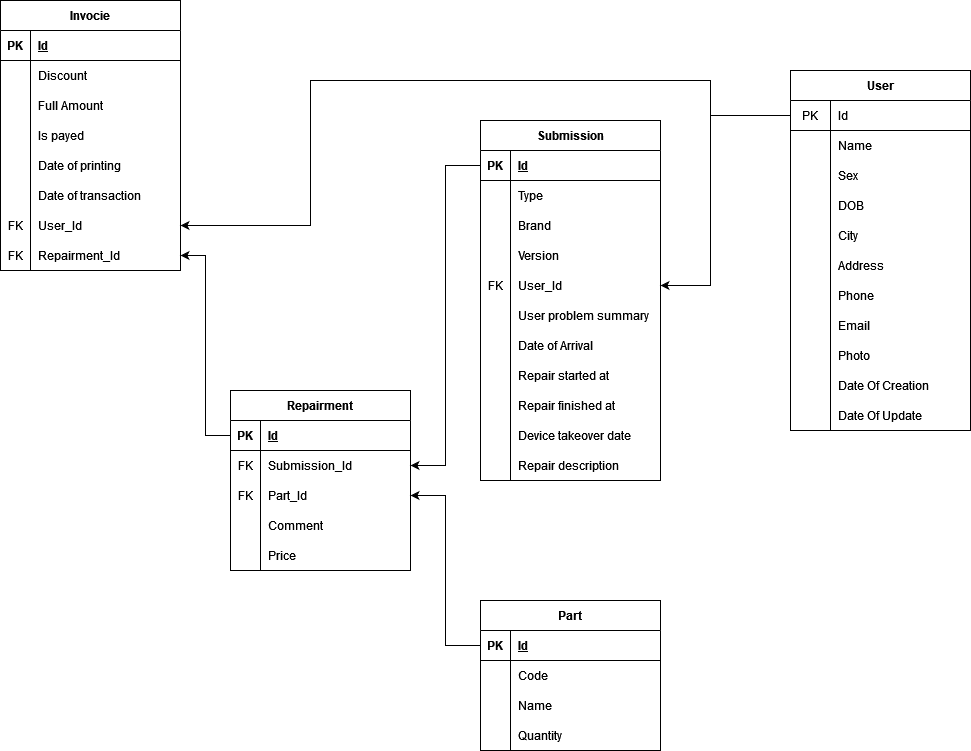 Invocie
PK Id
Discount
Full Amount
Is payed
Date of printing
Date of transaction
FK User_Id
FK Repairment_Id
Submission
PK Id
Type
Brand
Version
FK User_Id
User problem summary
Date of Arrival
Repair started at
Repair finished at
Device takeover date
Repair description
User
PK Id
Name
Sex
DOB
City
Address
Phone
Email
Photo
Date Of Creation
Date Of Update
Repairment
PK Id
FK Submission_Id
FK Part_Id
Comment
Price
Part
PK Id
Code
Name
Quantity